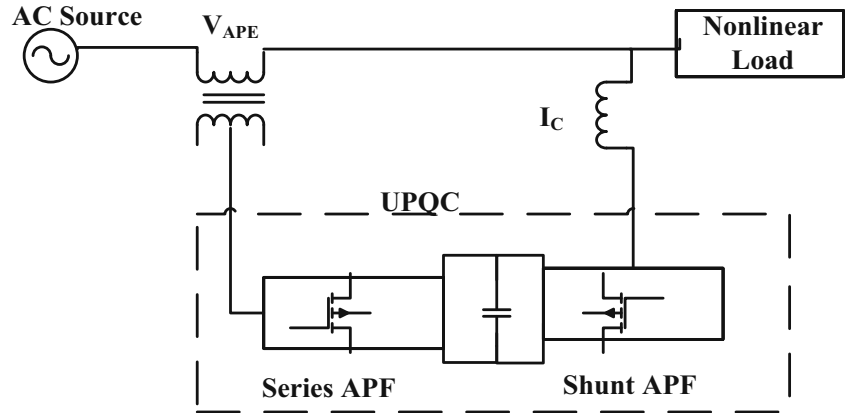 AC Source
V_APE
Nonlinear
Load
I_C
UPQC
Series APF
Shunt APF